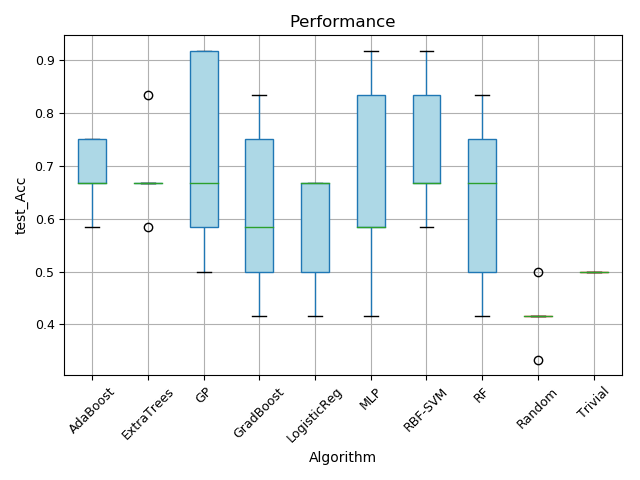 Performance
test_Acc
0.9
0.8
0.7
0.6
0.5
0.4
AdaBoost
ExtraTrees
GP
GradBoost
LogisticReg
MLP
RBF-SVM
RF
Random
Trivial
Algorithm